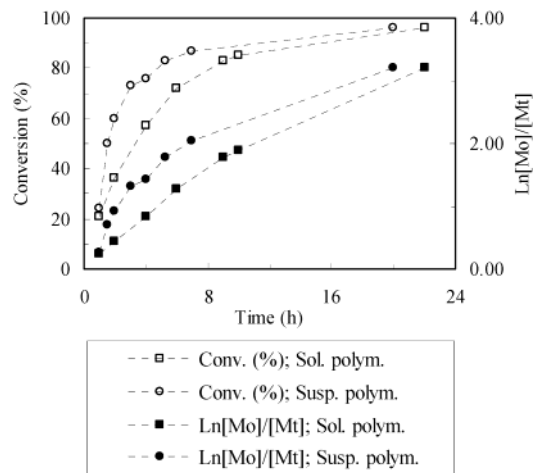 100
80
60
40
20
0
Conversion (%)
4.00
2.00
0.00
Ln[Mo]/[Mt]
0 8 16 24
Time (h)
Conv. (%); Sol. polym.
Conv. (%); Susp. polym.
Ln[Mo]/[Mt]; Sol. polym.
Ln[Mo]/[Mt]; Susp. polym.